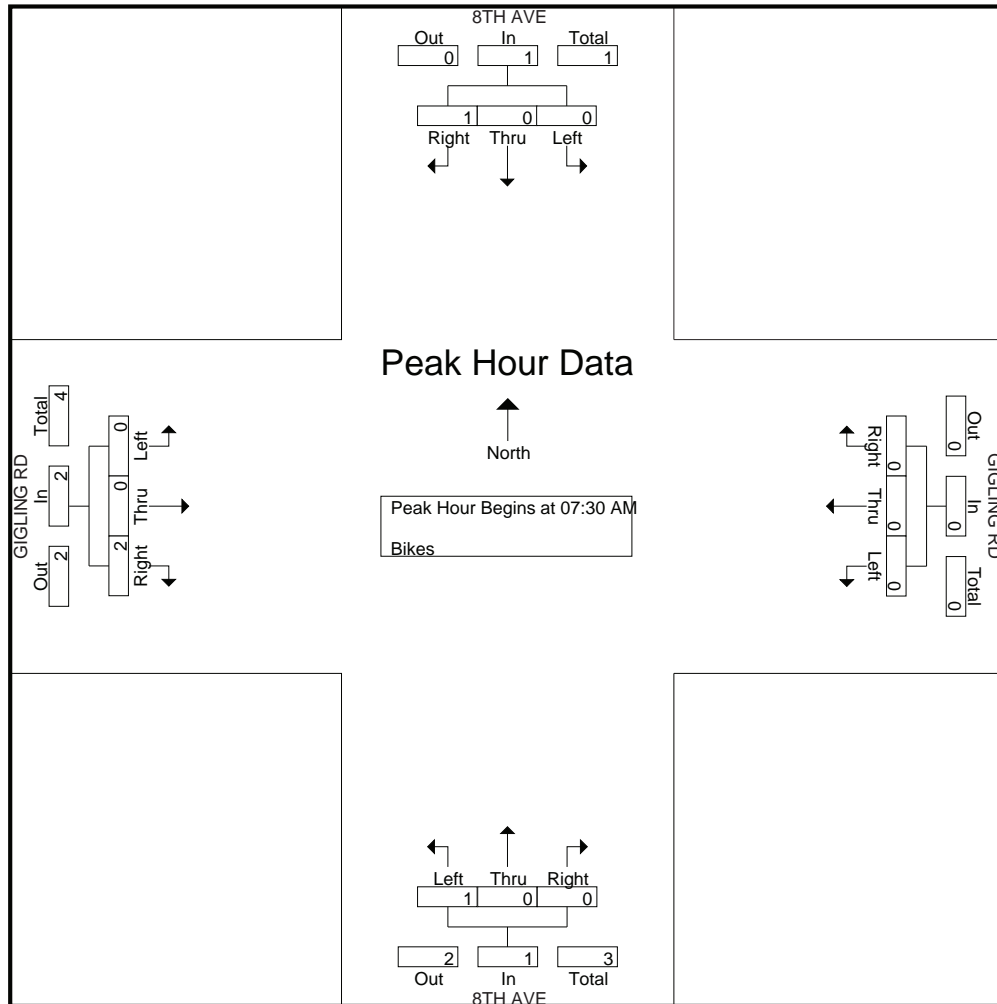 8TH AVE
Out In Total
0 1 1
1 0 0
Right Thru Left
Peak Hour Data
North
Peak Hour Begins at 07:30 AM
Bikes
GIGLING RD
Out In Total
2 2 4
Left Thru Right
0 0 2
GIGLING RD
Out In Total
0 0 0
Right Thru Left
0 0 0
Left Thru Right
1 0 0
2 1 3
Out In Total
8TH AVE